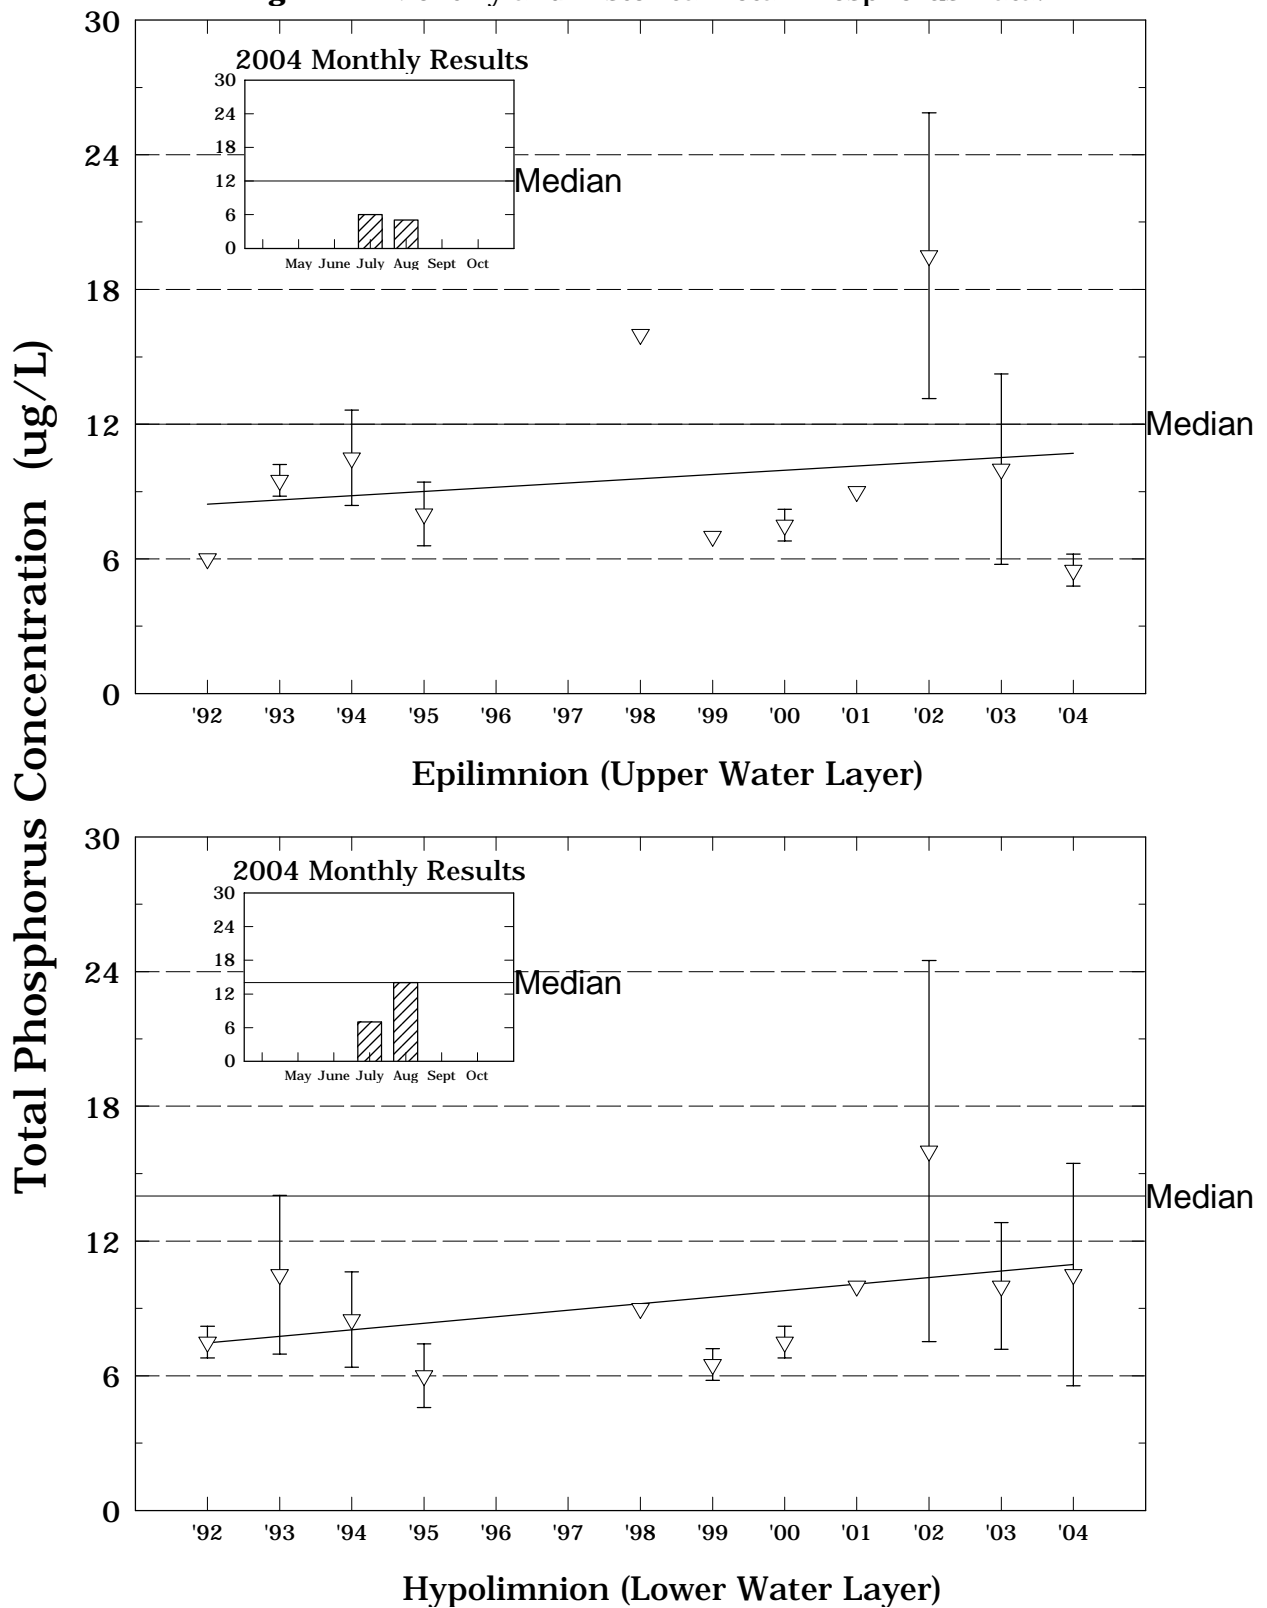 2004 Monthly Results
30
24
18
12
6
0
Median
May June July Aug Sept Oct
30
24
18
12
6
0
Median
'92 '93 '94 '95 '96 '97 '98 '99 '00 '01 '02 '03 '04
Epilimnion (Upper Water Layer)
Total Phosphorus Concentration (ug/L)
2004 Monthly Results
30
24
18
12
6
0
Median
May June July Aug Sept Oct
30
24
18
12
6
0
Median
'92 '93 '94 '95 '96 '97 '98 '99 '00 '01 '02 '03 '04
Hypolimnion (Lower Water Layer)